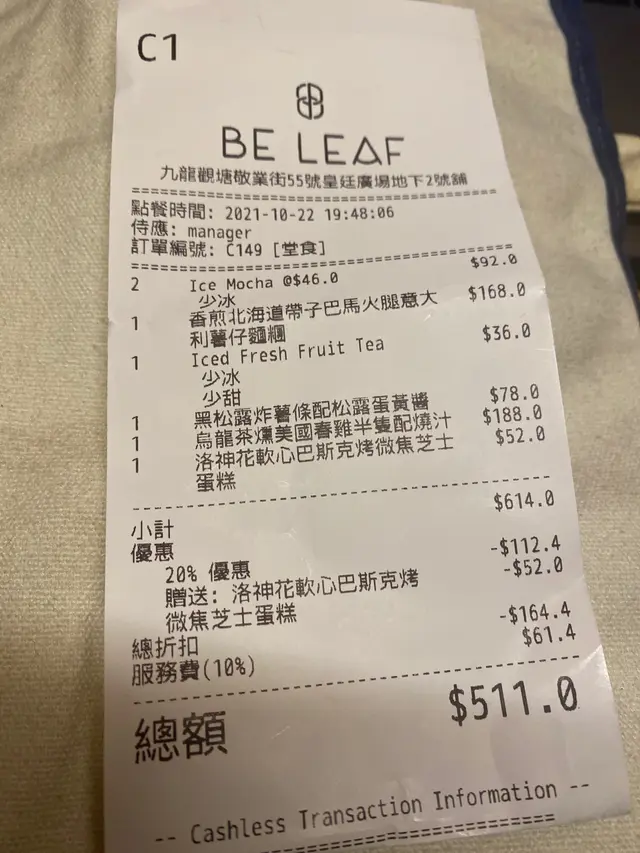 C1
BE LEAF
九龍觀塘敬業街55號皇廷廣場地下2號舖
點餐時間: 2021-10-22 19:48:06
侍應: manager
訂單編號: C149 [堂食]
2 Ice Mocha @$46.0 $92.0
少冰
1 香煎北海道帶子巴馬火腿意大 $168.0
利薯仔麵糰
1 Iced Fresh Fruit Tea $36.0
少冰
少甜
1 黑松露炸薯條配松露蛋黃醬 $78.0
1 烏龍茶燻美國春雞半隻配燒汁 $188.0
1 洛神花軟心巴斯克烤微焦芝士 $52.0
蛋糕
小計 $614.0
優惠
20% 優惠 -$112.4
贈送: 洛神花軟心巴斯克烤 -$52.0
微焦芝士蛋糕
總折扣 -$164.4
服務費(10%) $61.4
總額 $511.0
-- Cashless Transaction Information --